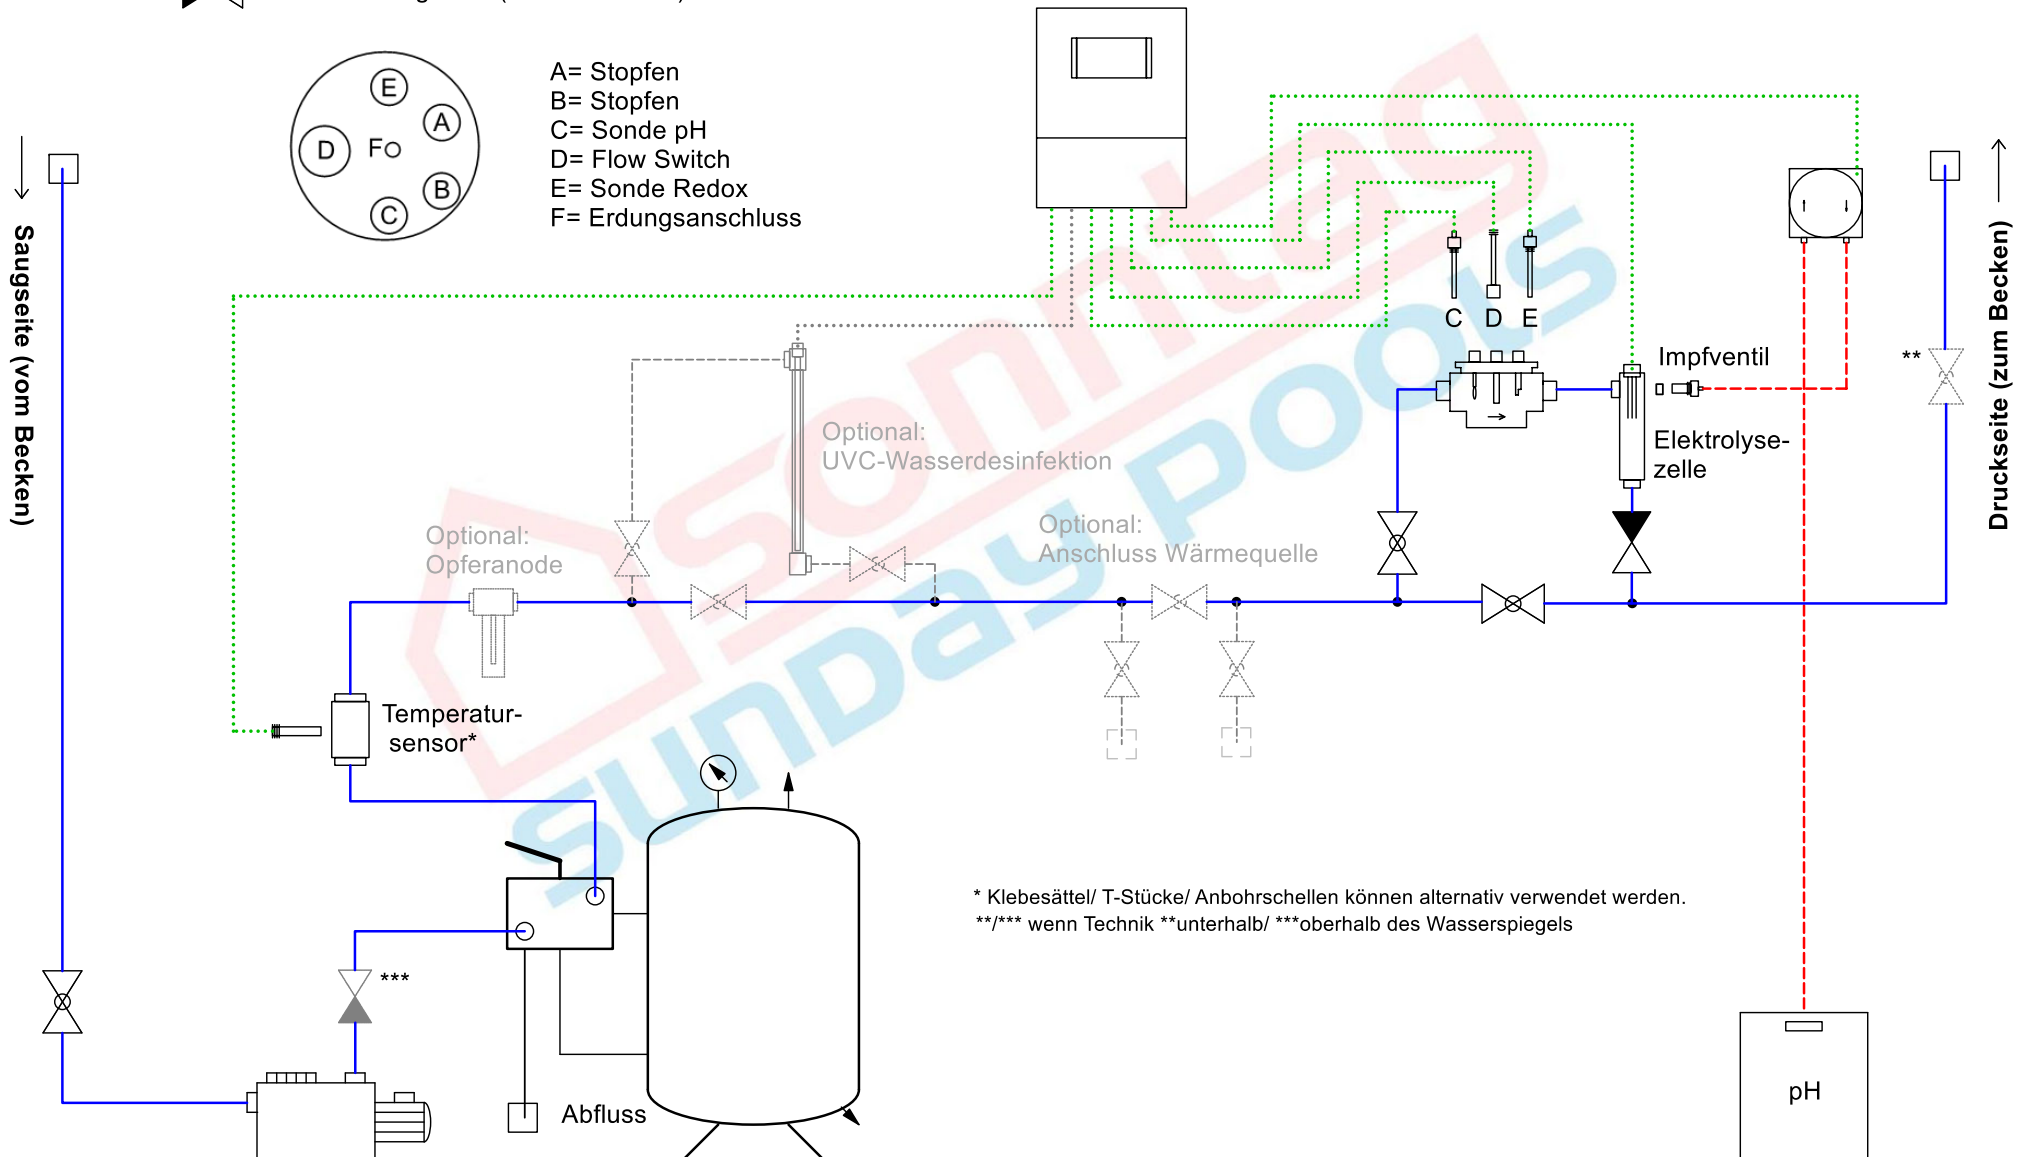 E
A
D
F
B
C
A= Stopfen
B= Stopfen
C= Sonde pH
D= Flow Switch
E= Sonde Redox
F= Erdungsanschluss
Saugseite (vom Becken)
Druckseite (zum Becken)
C D E
Impfventil
**
Elektrolyse-
zelle
Optional:
UVC-Wasserdesinfektion
Optional:
Opferanode
Optional:
Anschluss Wärmequelle
Temperatur-
sensor*
* Klebesättel/ T-Stücke/ Anbohrschellen können alternativ verwendet werden.
**/*** wenn Technik **unterhalb/ ***oberhalb des Wasserspiegels
***
Abfluss
pH
sonntag
sunday pools